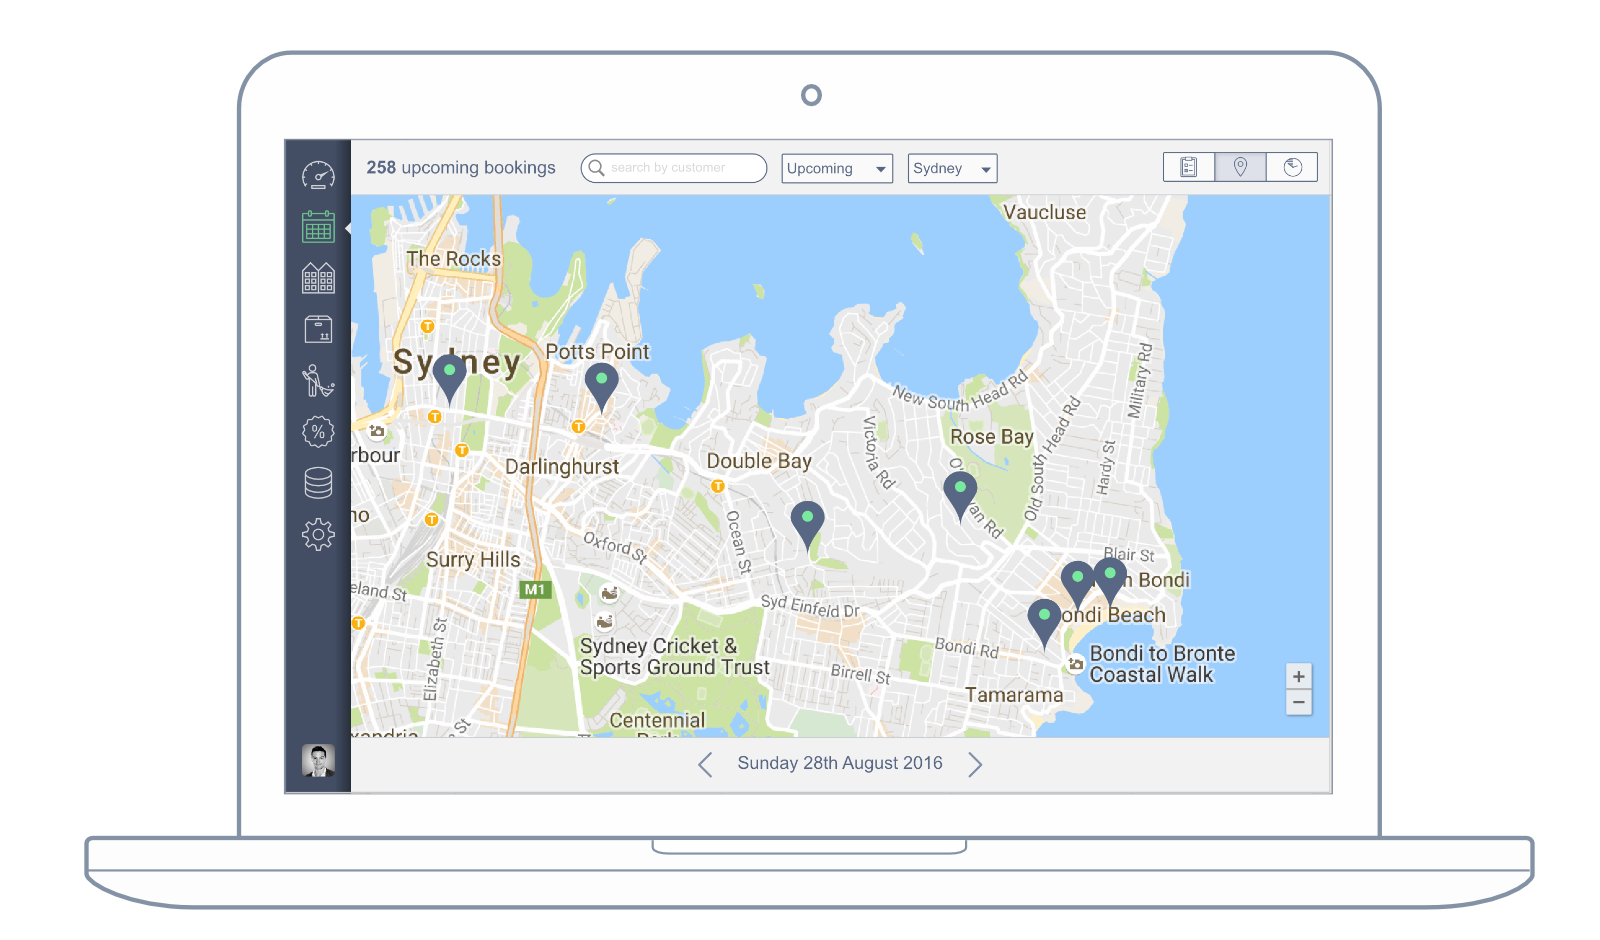 258 upcoming bookings
search by customer
Upcoming
Sydney
Vaucluse
The Rocks
T
Potts Point
Sydney
New South Head Rd
Military Rd
T
T
Victoria Rd
Rose Bay
Old South Head Rd
Hardy St
rbour
T
Darlinghurst
Double Bay
T
no
T
Ocean St
Oxford St
Surry Hills
M1
Blair St
Bondi
eland St
T
Syd Einfeld Dr
ondi Beach
Elizabeth St
Sydney Cricket &
Sports Ground Trust
Bondi Rd
Birrell St
Bondi to Bronte
Coastal Walk
Tamarama
+
−
Centennial
St
Sunday 28th August 2016
%